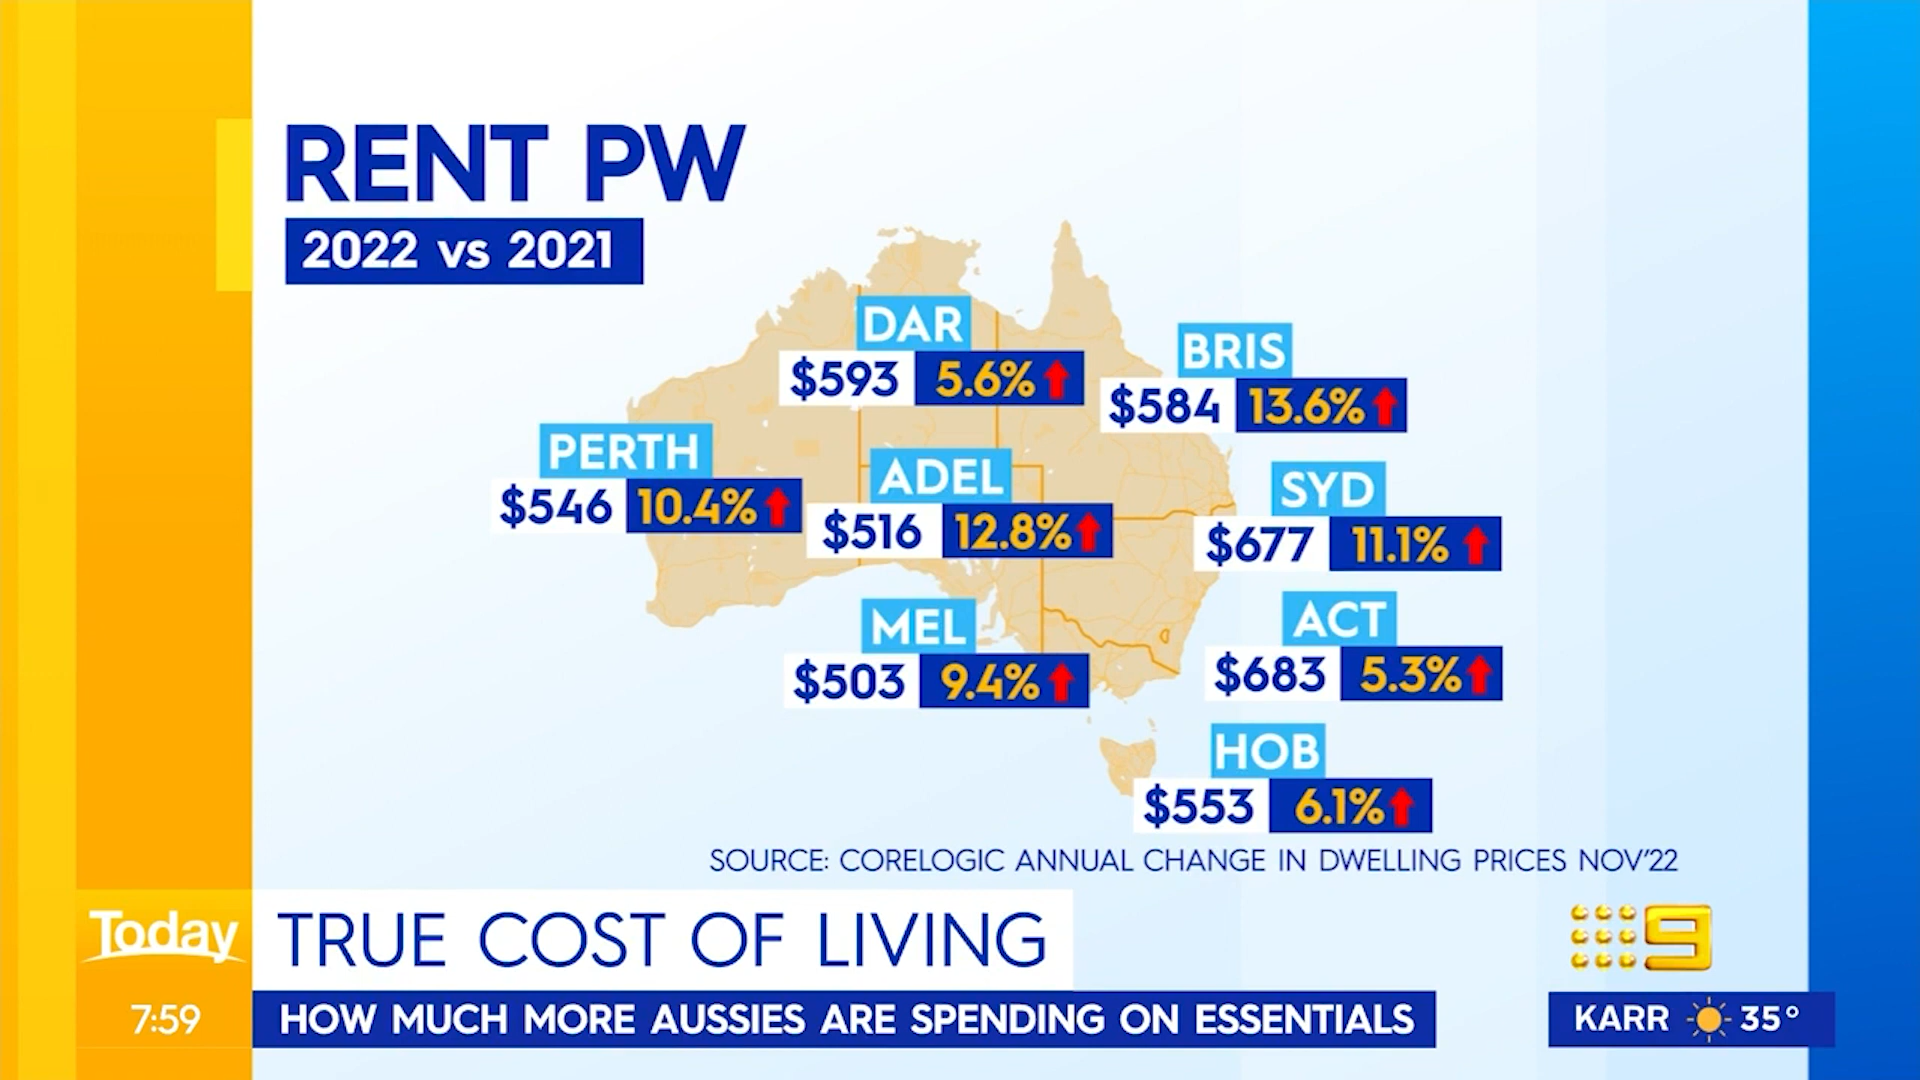 RENT PW
2022 vs 2021
DAR
$593 5.6%
BRIS
$584 13.6%
PERTH
$546 10.4%
ADEL
$516 12.8%
SYD
$677 11.1%
MEL
$503 9.4%
ACT
$683 5.3%
HOB
$553 6.1%
SOURCE: CORELOGIC ANNUAL CHANGE IN DWELLING PRICES NOV'22
Today
TRUE COST OF LIVING
9
7:59
HOW MUCH MORE AUSSIES ARE SPENDING ON ESSENTIALS
KARR 35°